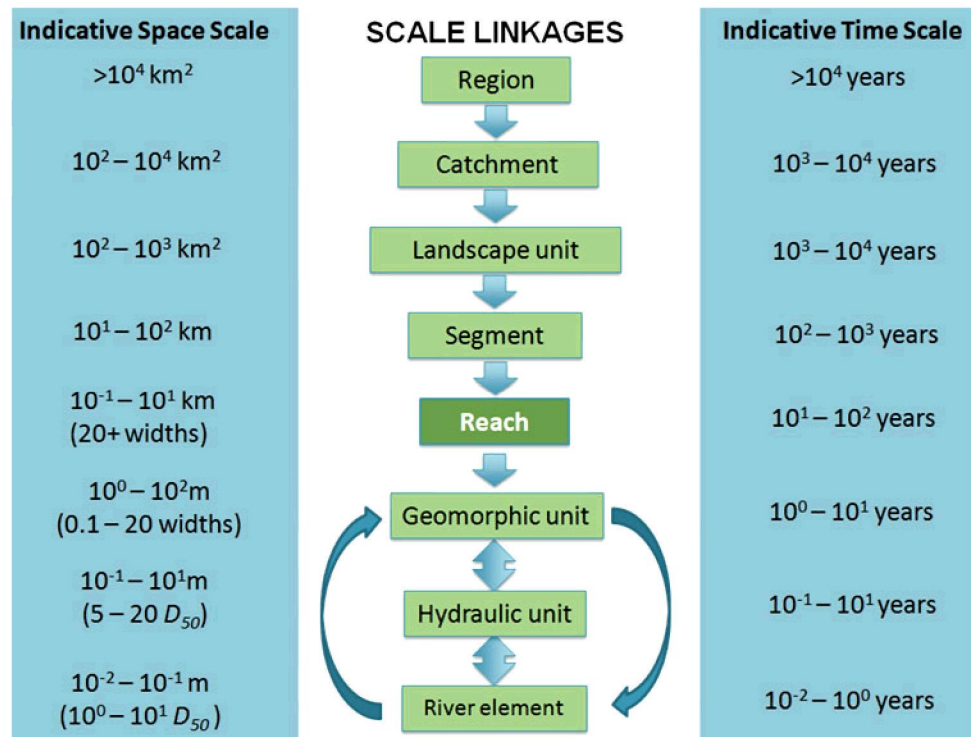 Indicative Space Scale
SCALE LINKAGES
Indicative Time Scale
>10⁴ km²
Region
>10⁴ years
10² – 10⁴ km²
Catchment
10³ – 10⁴ years
10² – 10³ km²
Landscape unit
10³ – 10⁴ years
10¹ – 10² km
Segment
10² – 10³ years
10⁻¹ – 10¹ km
(20+ widths)
Reach
10¹ – 10² years
10⁰ – 10² m
(0.1 – 20 widths)
Geomorphic unit
10⁰ – 10¹ years
10⁻¹ – 10¹ m
(5 – 20 D₅₀)
Hydraulic unit
10⁻¹ – 10¹ years
10⁻² – 10⁻¹ m
(10⁰ – 10¹ D₅₀ )
River element
10⁻² – 10⁰ years